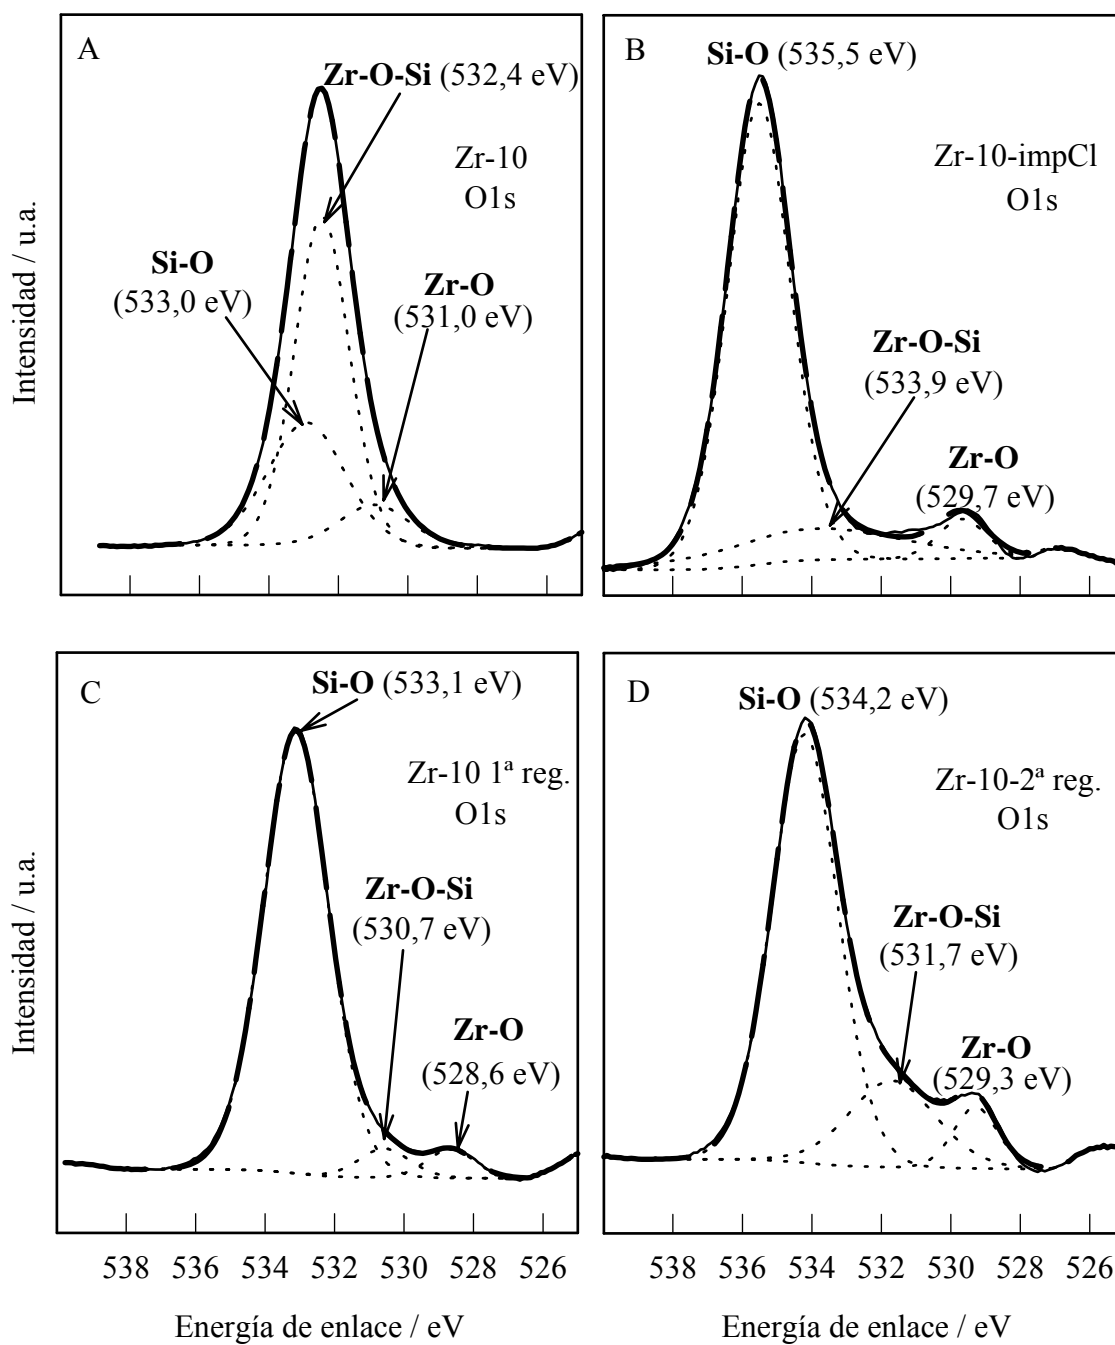 A
Zr-O-Si (532,4 eV)
Zr-10
O1s
Si-O
(533,0 eV)
Zr-O
(531,0 eV)
Intensidad / u.a.
B
Si-O (535,5 eV)
Zr-10-impCl
O1s
Zr-O-Si
(533,9 eV)
Zr-O
(529,7 eV)
C
Si-O (533,1 eV)
Zr-10 1ª reg.
O1s
Zr-O-Si
(530,7 eV)
Zr-O
(528,6 eV)
Intensidad / u.a.
538 536 534 532 530 528 526
Energía de enlace / eV
D
Si-O (534,2 eV)
Zr-10-2ª reg.
O1s
Zr-O-Si
(531,7 eV)
Zr-O
(529,3 eV)
538 536 534 532 530 528 526
Energía de enlace / eV